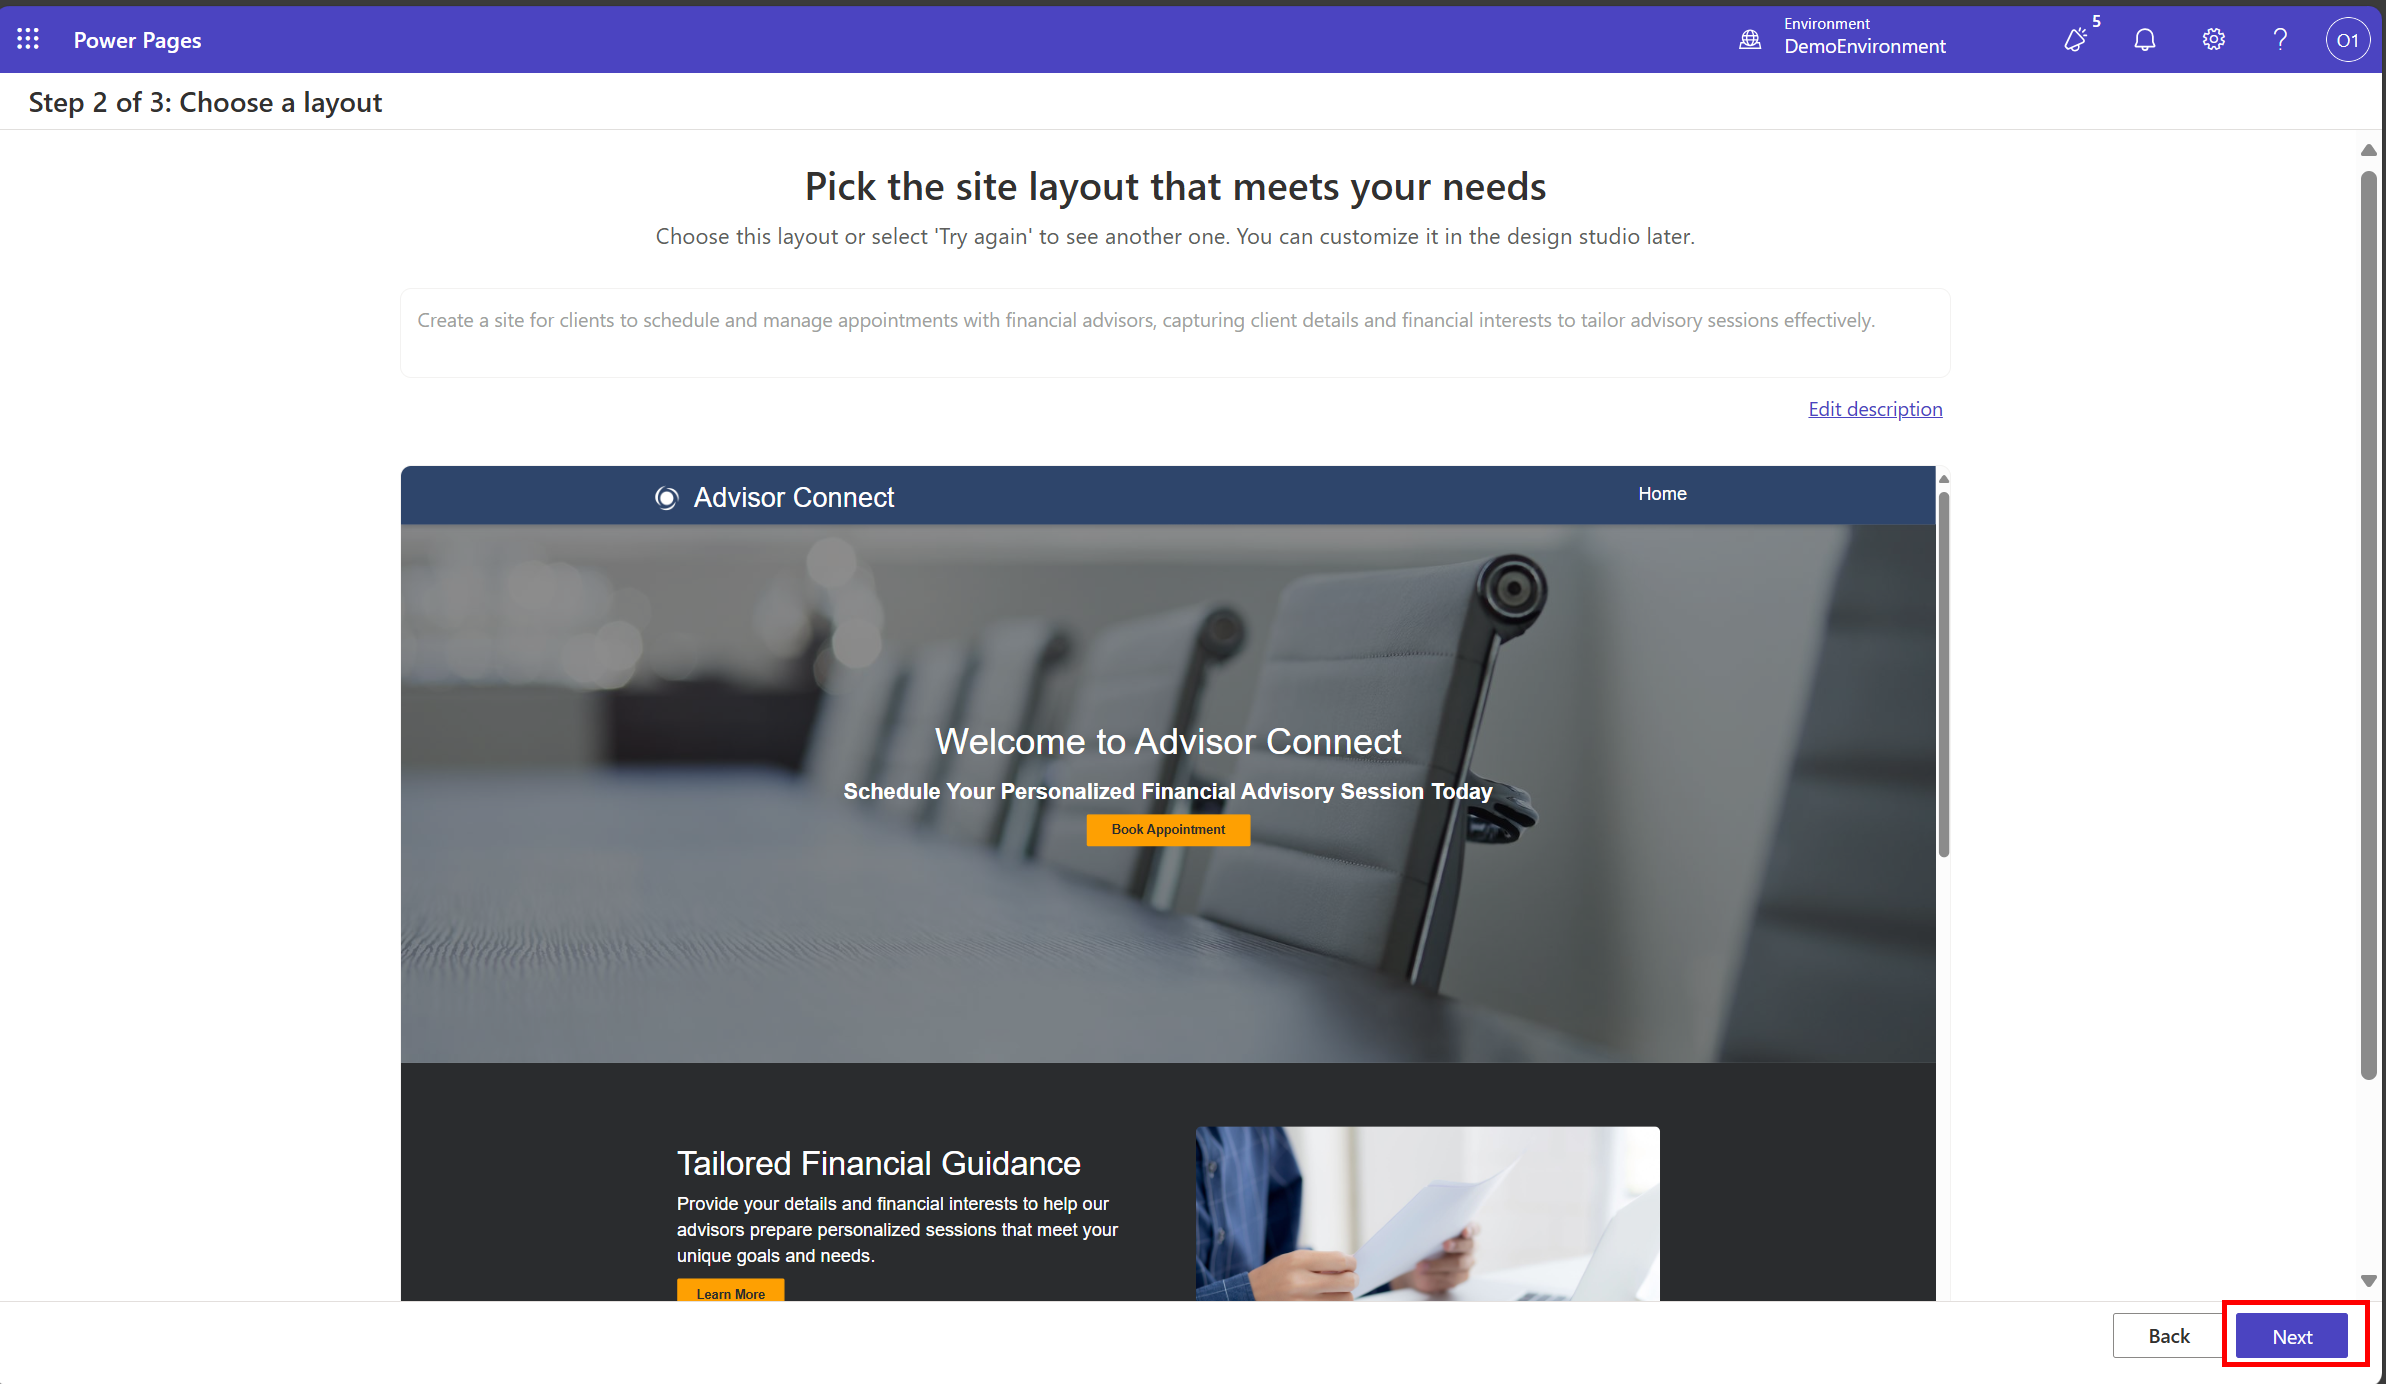 Power Pages
Environment
DemoEnvironment
5
O1
Step 2 of 3: Choose a layout
Pick the site layout that meets your needs
Choose this layout or select 'Try again' to see another one. You can customize it in the design studio later.
Create a site for clients to schedule and manage appointments with financial advisors, capturing client details and financial interests to tailor advisory sessions effectively.
Edit description
Advisor Connect
Home
Welcome to Advisor Connect
Schedule Your Personalized Financial Advisory Session Today
Book Appointment
Tailored Financial Guidance
Provide your details and financial interests to help our
advisors prepare personalized sessions that meet your
unique goals and needs.
Learn More
Back
Next